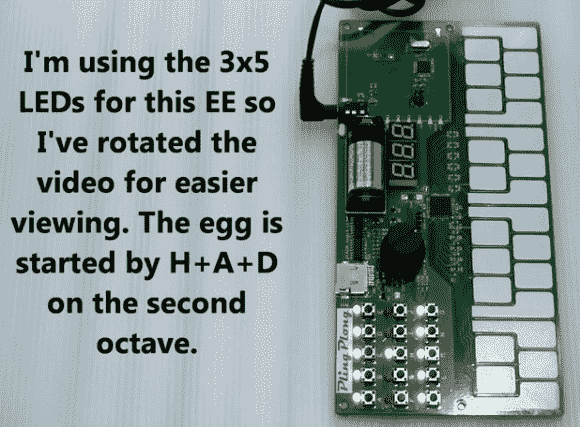 I'm using the 3x5
LEDs for this EE so
I've rotated the
video for easier
viewing. The egg is
started by H+A+D
on the second
octave.
Pling Plong